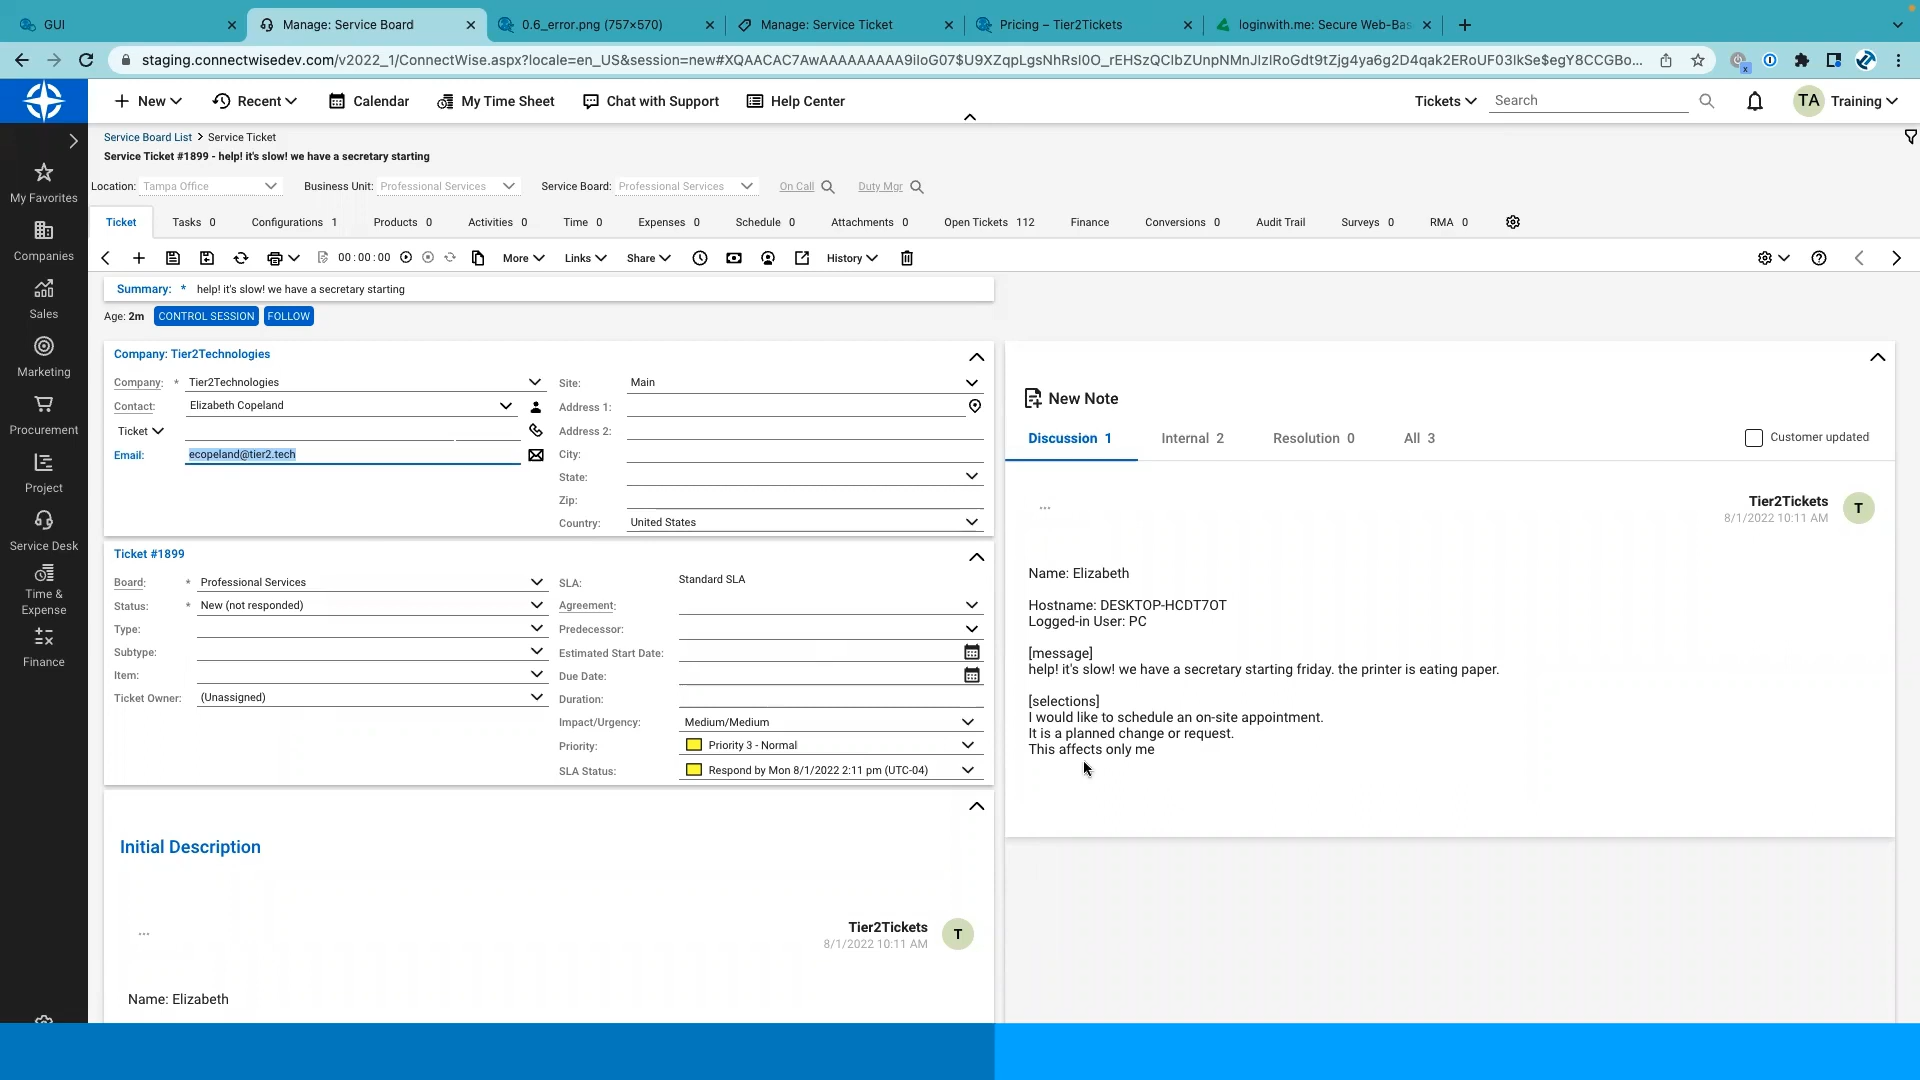 GUI
Manage: Service Board
0.6_error.png (757×570)
Manage: Service Ticket
Pricing – Tier2Tickets
loginwith.me: Secure Web-Bas
staging.connectwisedev.com/v2022_1/ConnectWise.aspx?locale=en_US&session=new#XQAACAC7AwAAAAAAAAA9iIoG07$U9XZqpLgsNhRsI0O_rEHSzQCIbZUnpNMnJIzIRoGdt9tZjg4ya6g2D4qak2ERoUF03IkSe$egY8CCGBo...
New
Recent
Calendar
My Time Sheet
Chat with Support
Help Center
Tickets
Search
TA
Training
Service Board List > Service Ticket
Service Ticket #1899 - help! it's slow! we have a secretary starting
Location: Tampa Office
Business Unit: Professional Services
Service Board: Professional Services
On Call
Duty Mgr
Ticket
Tasks 0
Configurations 1
Products 0
Activities 0
Time 0
Expenses 0
Schedule 0
Attachments 0
Open Tickets 112
Finance
Conversions 0
Audit Trail
Surveys 0
RMA 0
00:00:00
More
Links
Share
History
Summary: * help! it's slow! we have a secretary starting
Age: 2m
CONTROL SESSION
FOLLOW
My Favorites
Companies
Sales
Marketing
Procurement
Project
Service Desk
Time &
Expense
Finance
Company: Tier2Technologies
Company: * Tier2Technologies
Contact: Elizabeth Copeland
Ticket
Email: ecopeland@tier2.tech
Site: Main
Address 1:
Address 2:
City:
State:
Zip:
Country: United States
Ticket #1899
Board: * Professional Services
Status: * New (not responded)
Type:
Subtype:
Item:
Ticket Owner: (Unassigned)
SLA: Standard SLA
Agreement:
Predecessor:
Estimated Start Date:
Due Date:
Duration:
Impact/Urgency: Medium/Medium
Priority: Priority 3 - Normal
SLA Status: Respond by Mon 8/1/2022 2:11 pm (UTC-04)
Initial Description
...
Tier2Tickets
8/1/2022 10:11 AM
T
Name: Elizabeth
New Note
Discussion 1
Internal 2
Resolution 0
All 3
Customer updated
...
Tier2Tickets
8/1/2022 10:11 AM
T
Name: Elizabeth
Hostname: DESKTOP-HCDT7OT
Logged-in User: PC
[message]
help! it's slow! we have a secretary starting friday. the printer is eating paper.
[selections]
I would like to schedule an on-site appointment.
It is a planned change or request.
This affects only me